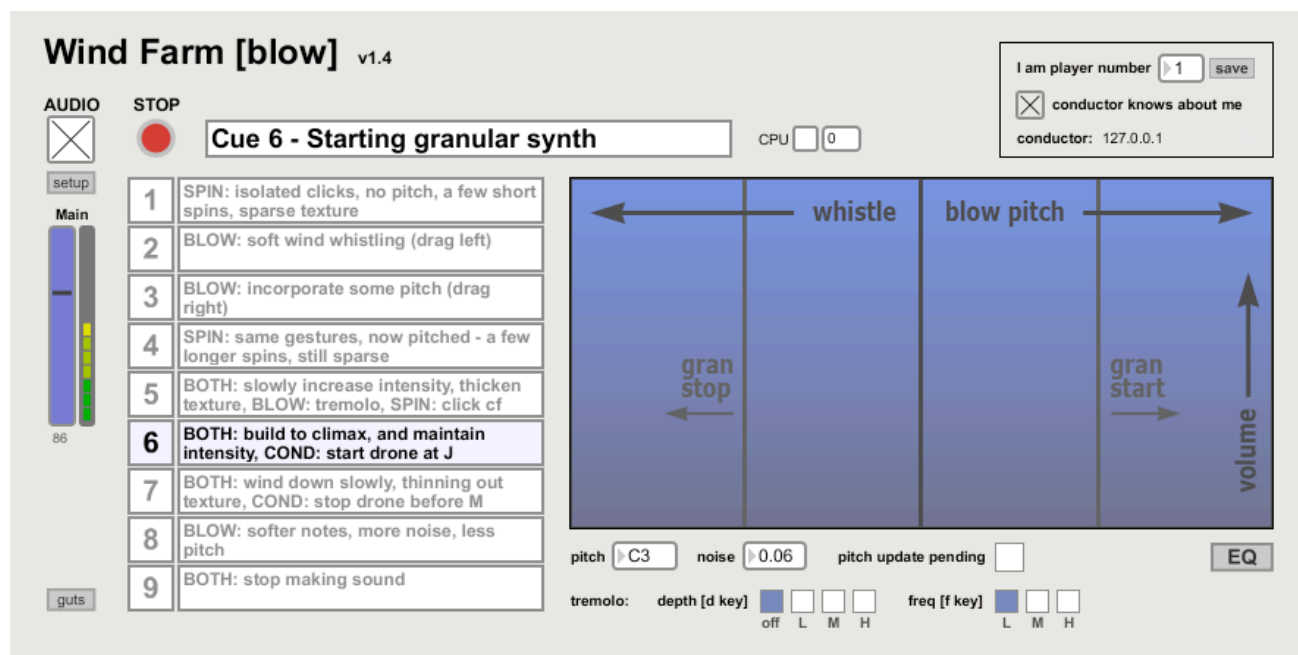 Wind Farm [blow] v1.4
I am player number 1 save
conductor knows about me
conductor: 127.0.0.1
AUDIO
STOP
Cue 6 - Starting granular synth
CPU 0
setup
Main
86
guts
1 SPIN: isolated clicks, no pitch, a few short
spins, sparse texture
2 BLOW: soft wind whistling (drag left)
3 BLOW: incorporate some pitch (drag
right)
4 SPIN: same gestures, now pitched - a few
longer spins, still sparse
5 BOTH: slowly increase intensity, thicken
texture, BLOW: tremolo, SPIN: click cf
6 BOTH: build to climax, and maintain
intensity, COND: start drone at J
7 BOTH: wind down slowly, thinning out
texture, COND: stop drone before M
8 BLOW: softer notes, more noise, less
pitch
9 BOTH: stop making sound
whistle blow pitch
gran
stop
gran
start
volume
pitch C3 noise 0.06 pitch update pending
EQ
tremolo: depth [d key] freq [f key]
off L M H L M H